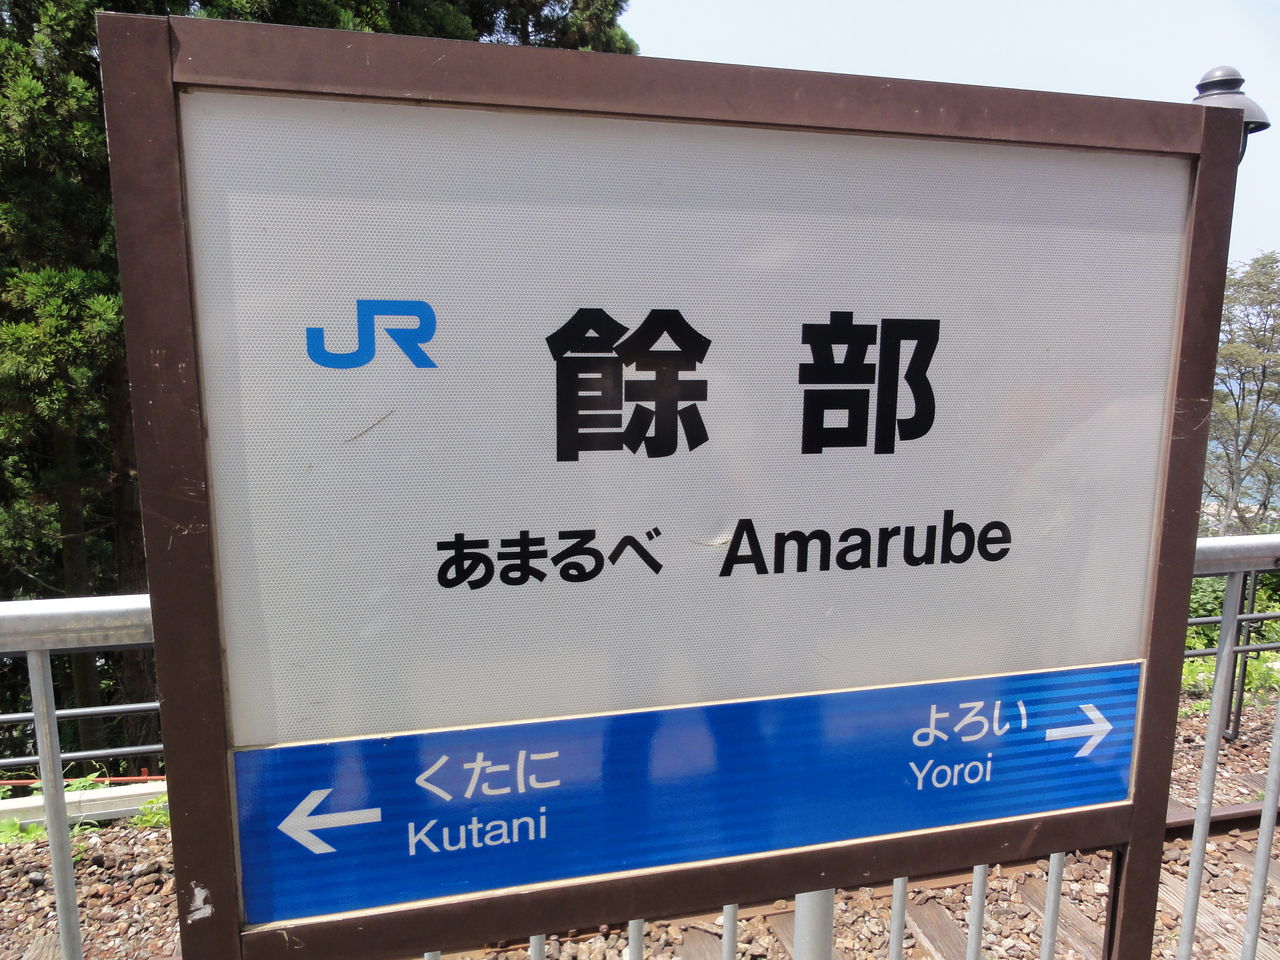 JR 餘部
あまるべ Amarube
くたに
Kutani
よろい
Yoroi
← →